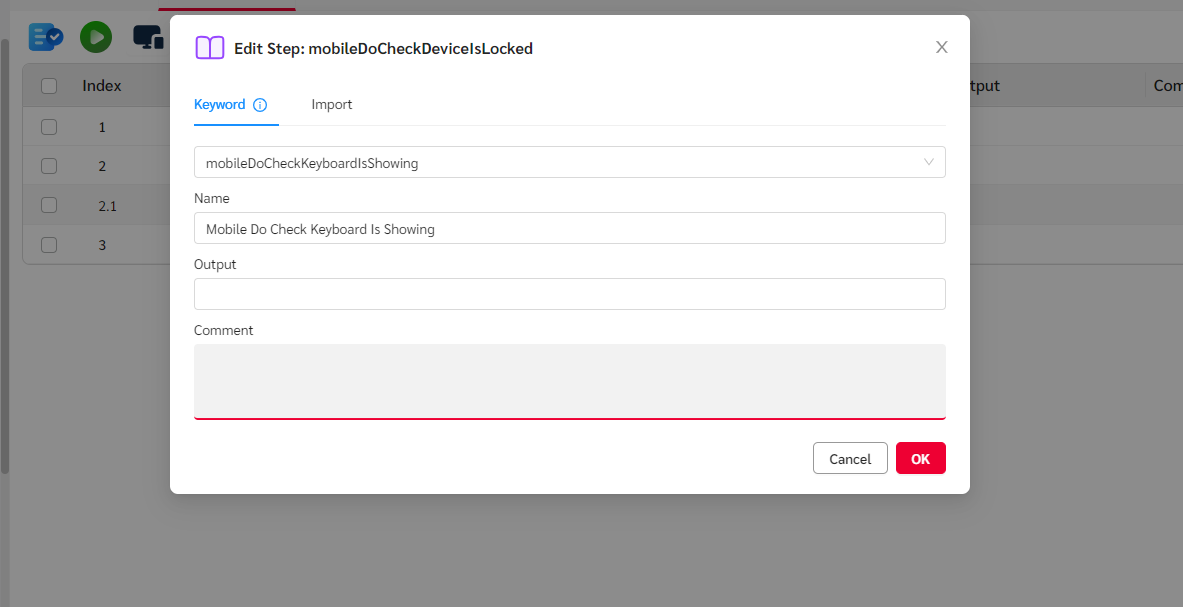 Edit Step: mobileDoCheckDeviceIsLocked
Index
tput
Com
Keyword
Import
1
mobileDoCheckKeyboardIsShowing
2
Name
2.1
Mobile Do Check Keyboard Is Showing
3
Output
Comment
Cancel
OK